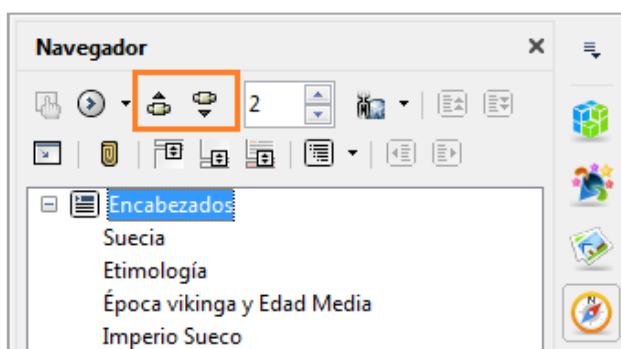 Navegador
2
Encabezados
Suecia
Etimología
Época vikinga y Edad Media
Imperio Sueco